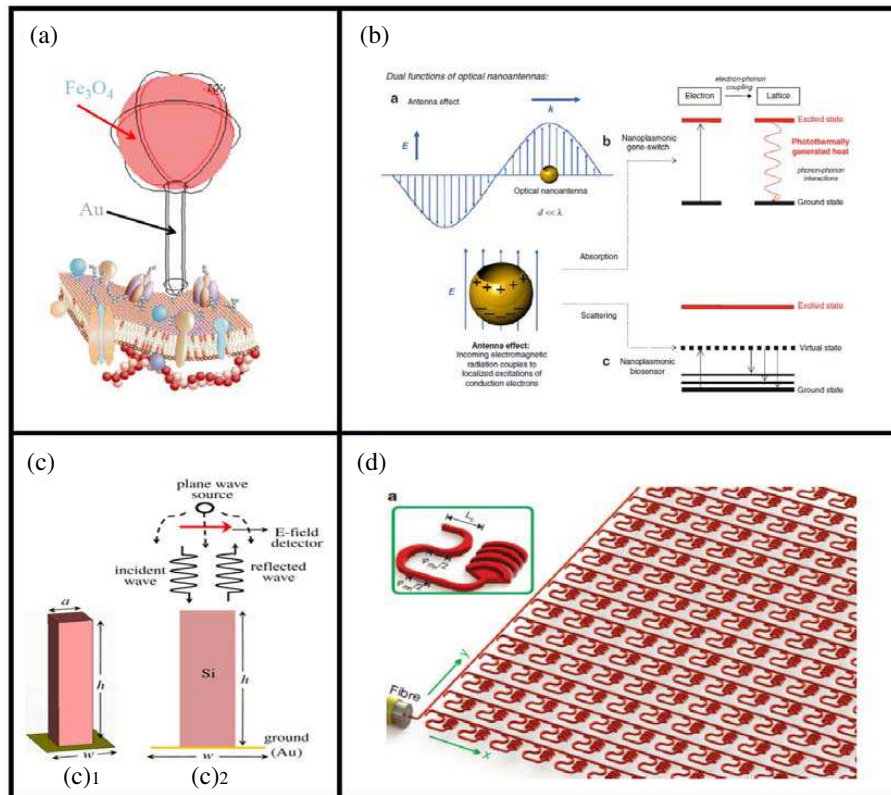 (a)
Fe3O4
Au
(b)
Dual functions of optical nanoantennas:
a Antenna effect
k
E
Optical nanoantenna
d ≪ λ
E
Antenna effect:
Incoming electromagnetic
radiation couples to
localized excitations of
conduction electrons
electron-phonon
coupling
Electron
Lattice
Excited state
b
Nanoplasmonic
gene-switch
Photothermally
generated heat
phonon-phonon
interactions
Ground state
Absorption
Scattering
Excited state
Virtual state
c
Nanoplasmonic
biosensor
Ground state
(c)
plane wave
source
E-field
detector
incident
wave
reflected
wave
a
h
w
(c)1
Si
h
ground
(Au)
w
(c)2
(d)
a
Lc
Fibre
y
x